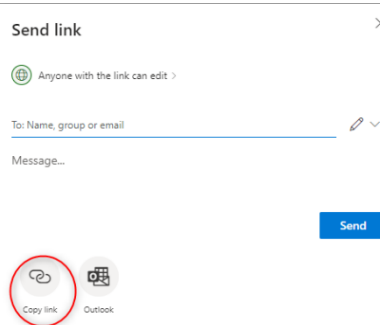 Send link
Anyone with the link can edit >
To: Name, group or email
Message...
Send
Copy link
Outlook